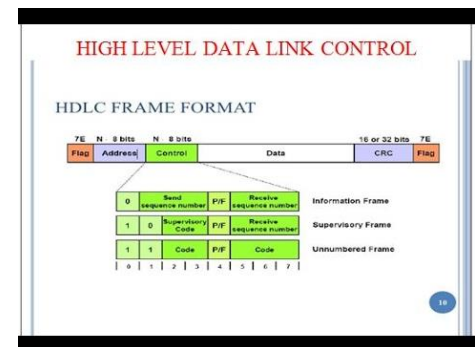 HIGH LEVEL DATA LINK CONTROL
HDLC FRAME FORMAT
7E N - 8 bits N - 8 bits 16 or 32 bits 7E
Flag Address Control Data CRC Flag
0 Send sequence number P/F Receive sequence number Information Frame
1 0 Supervisory Code P/F Receive sequence number Supervisory Frame
1 1 Code P/F Code Unnumbered Frame
0 1 2 3 4 5 6 7
10